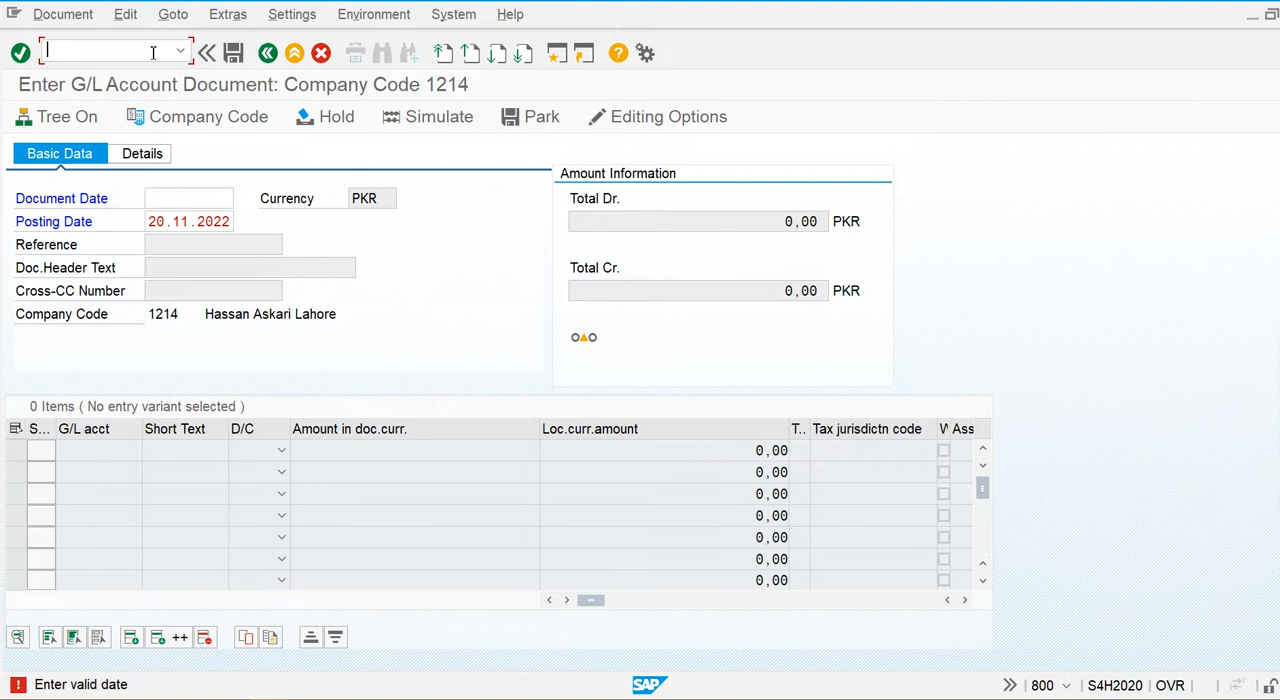 Document Edit Goto Extras Settings Environment System Help
Enter G/L Account Document: Company Code 1214
Tree On Company Code Hold Simulate Park Editing Options
Basic Data Details
Amount Information
Document Date Currency PKR
Total Dr.
Posting Date 20.11.2022
0,00 PKR
Reference
Doc.Header Text
Total Cr.
Cross-CC Number
0,00 PKR
Company Code 1214 Hassan Askari Lahore
0 Items ( No entry variant selected )
S... G/L acct Short Text D/C Amount in doc.curr. Loc.curr.amount T.. Tax jurisdictn code W Ass
0,00
0,00
0,00
0,00
0,00
0,00
0,00
Enter valid date SAP 800 S4H2020 OVR